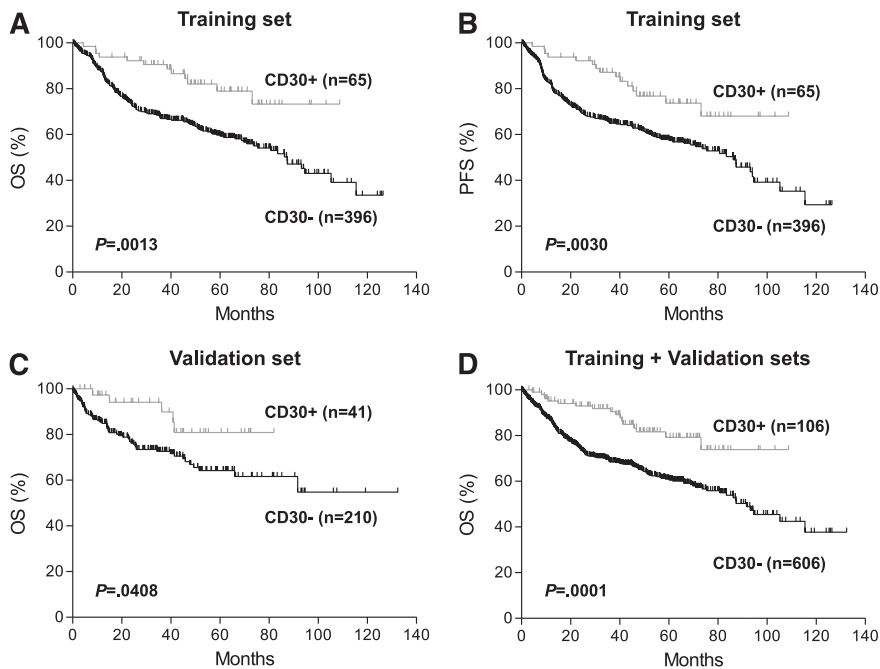 A
Training set
100
80
60
40
20
0
OS (%)
CD30+ (n=65)
CD30- (n=396)
P=.0013
0 20 40 60 80 100 120 140
Months
B
Training set
100
80
60
40
20
0
PFS (%)
CD30+ (n=65)
CD30- (n=396)
P=.0030
0 20 40 60 80 100 120 140
Months
C
Validation set
100
80
60
40
20
0
OS (%)
CD30+ (n=41)
CD30- (n=210)
P=.0408
0 20 40 60 80 100 120 140
Months
D
Training + Validation sets
100
80
60
40
20
0
OS (%)
CD30+ (n=106)
CD30- (n=606)
P=.0001
0 20 40 60 80 100 120 140
Months